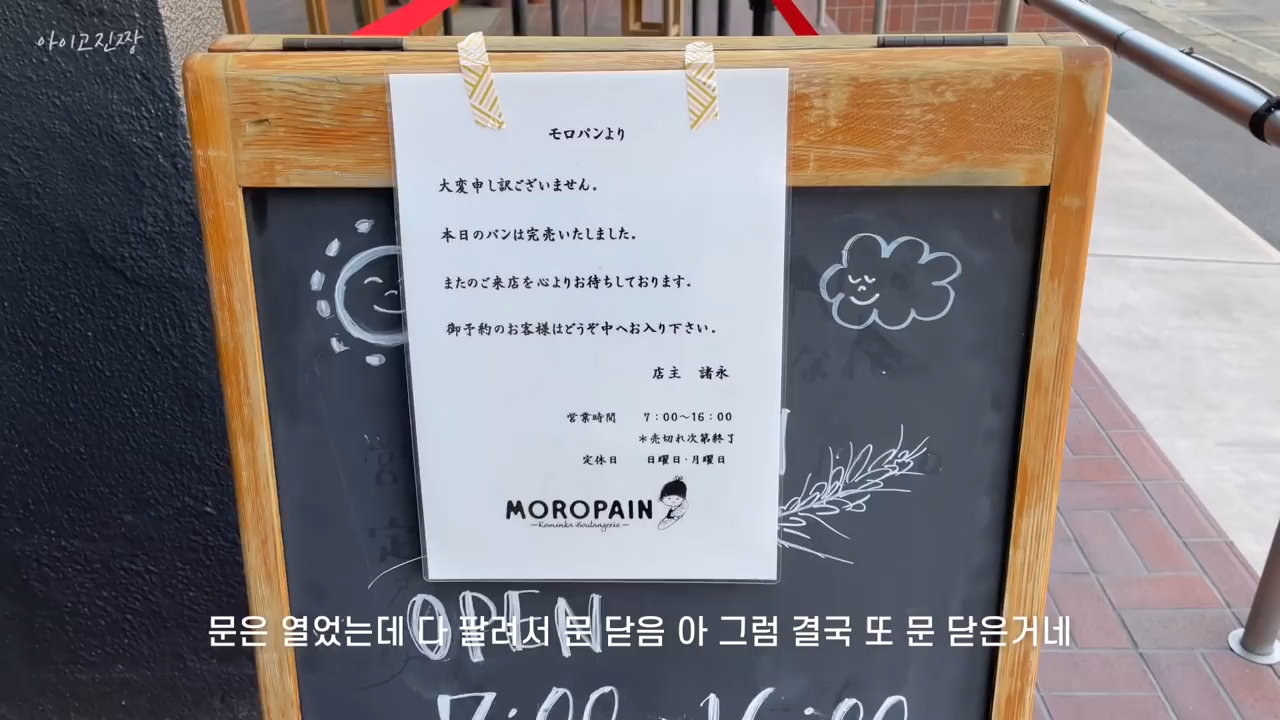 아이고진짱
モロパンより
大変申し訳ございません。
本日のパンは完売いたしました。
またのご来店を心よりお待ちしております。
御予約のお客様はどうぞ中へお入り下さい。
店主 諸永
営業時間 7:00～16:00
＊売切れ次第終了
定休日 日曜日・月曜日
MOROPAIN
～Kominka Boulangerie～
OPEN
문은 열었는데 다 팔려서 문 닫음 아 그럼 결국 또 문 닫은거네
7:00 16:00